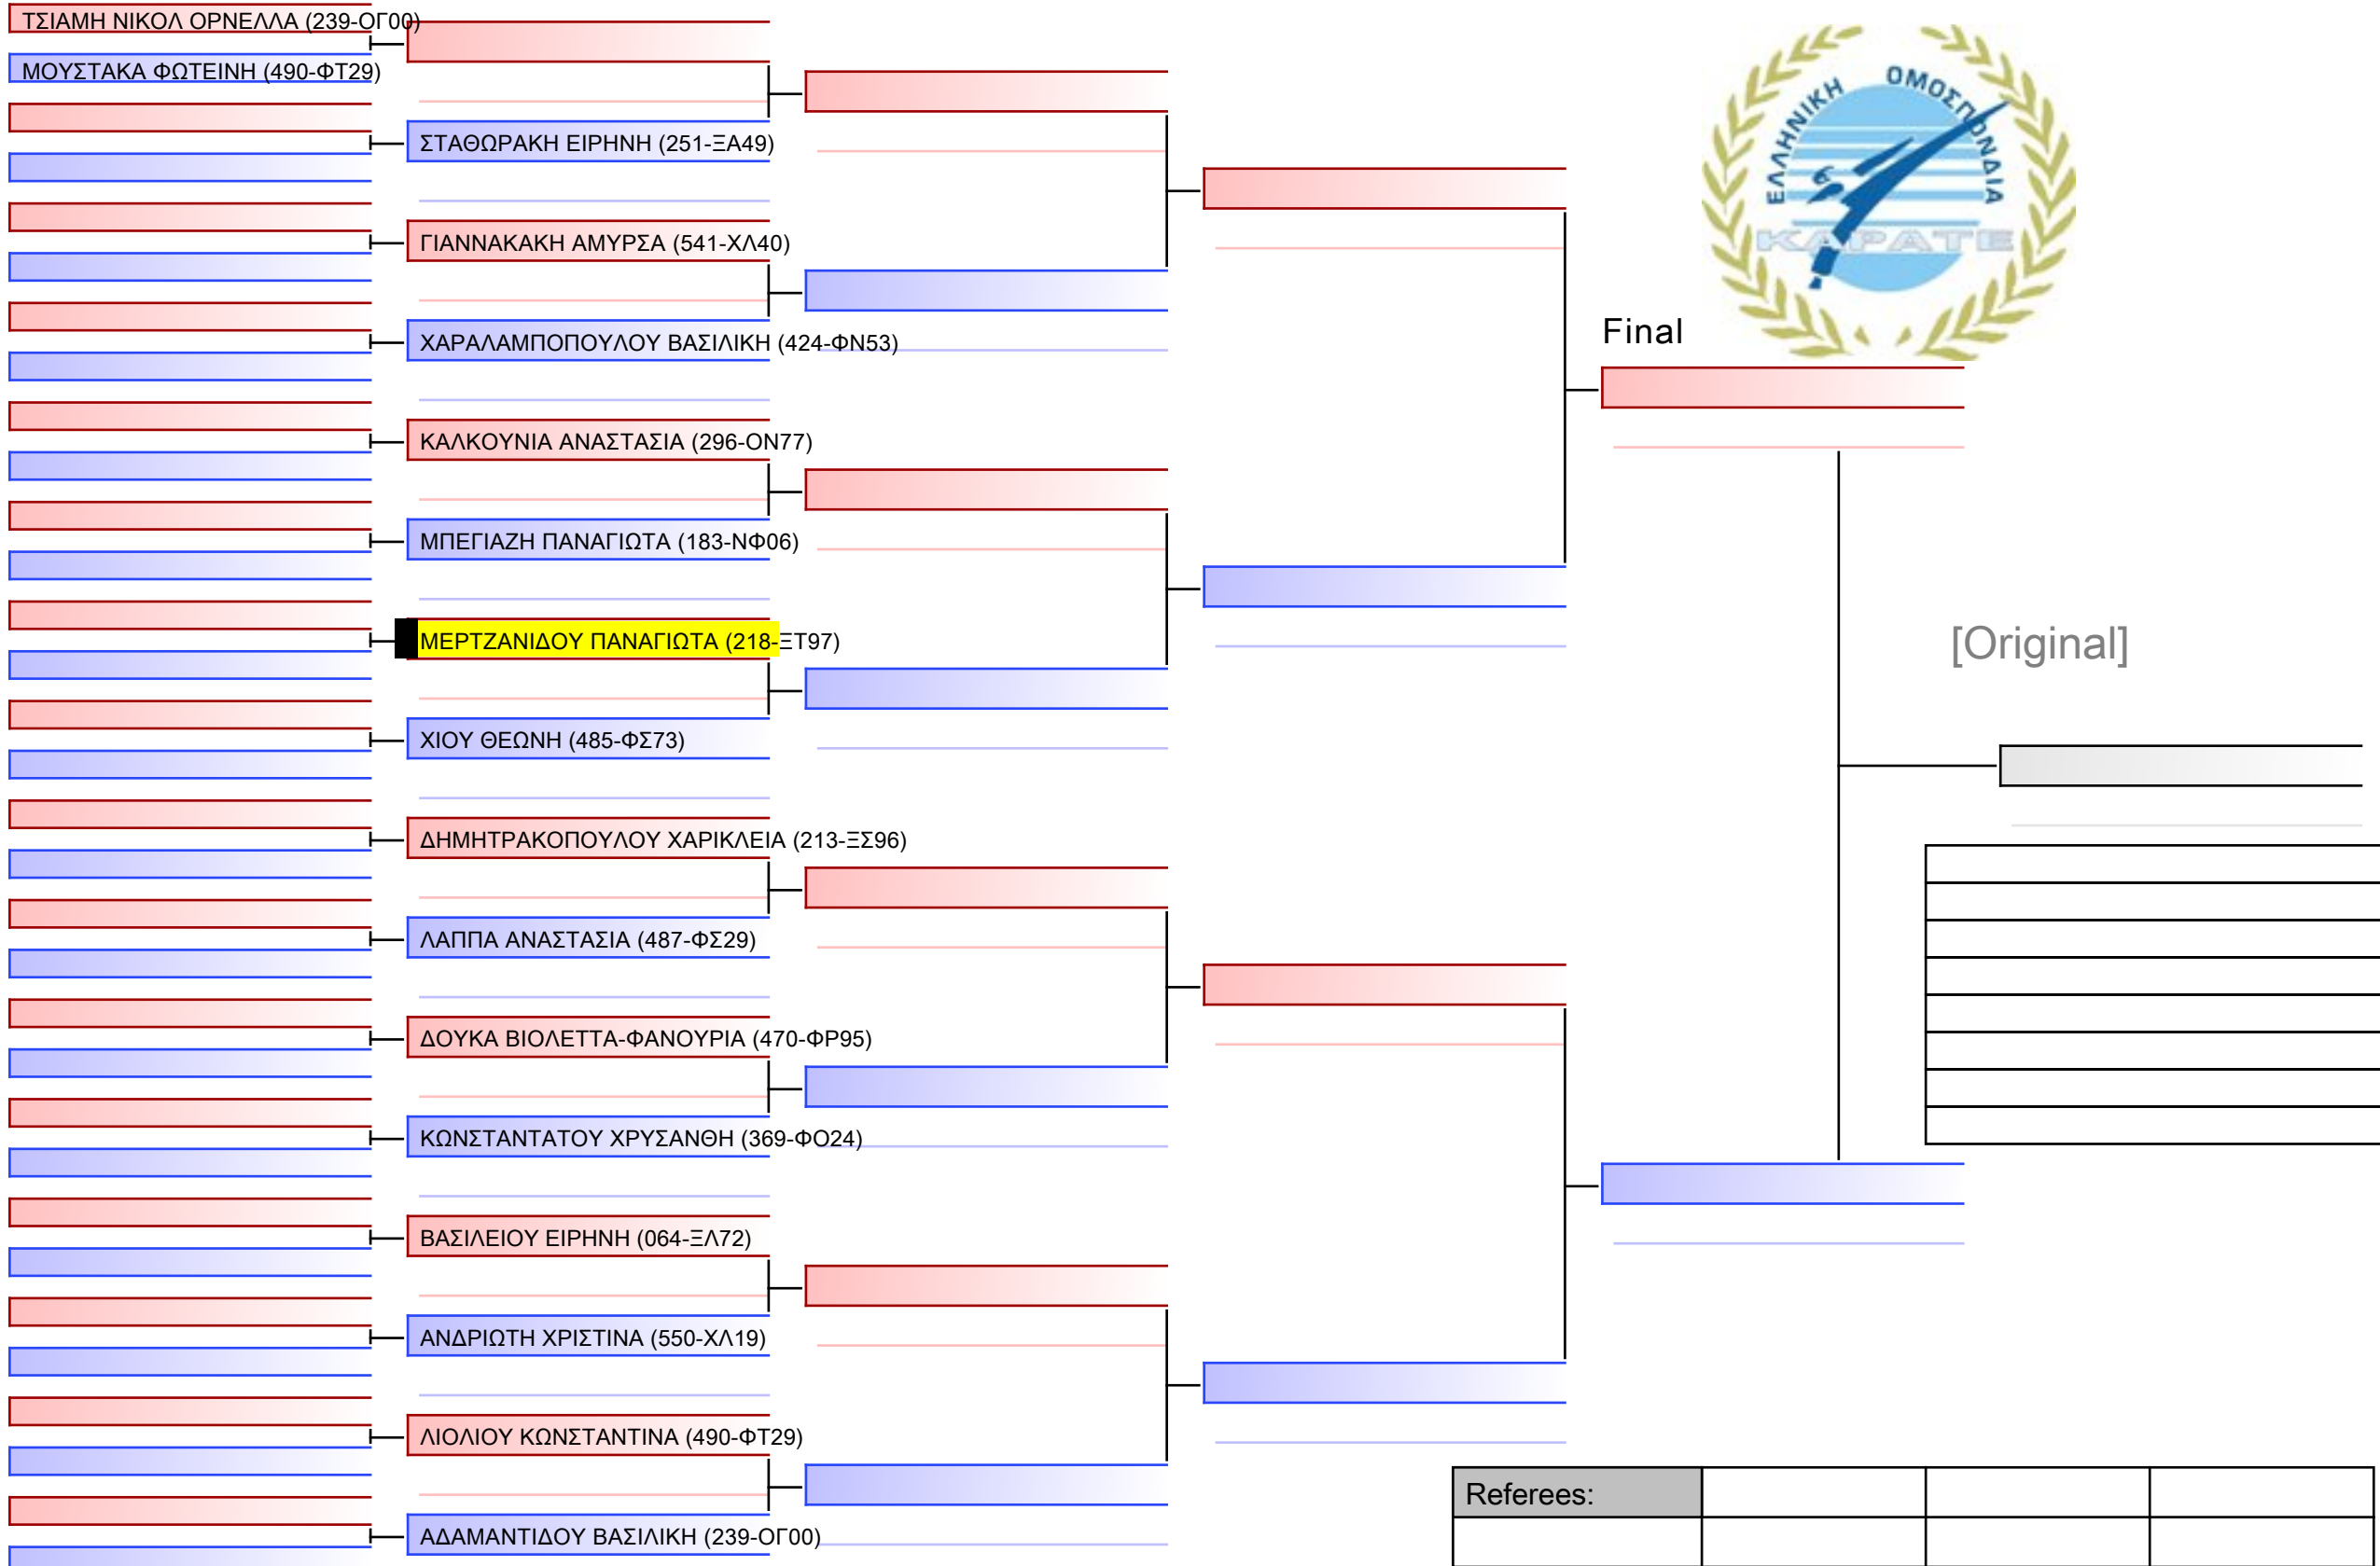 ΤΣΙΑΜΗ ΝΙΚΟΛ ΟΡΝΕΛΛΑ (239-ΟΓ00)
ΜΟΥΣΤΑΚΑ ΦΩΤΕΙΝΗ (490-ΦΤ29)
ΣΤΑΘΩΡΑΚΗ ΕΙΡΗΝΗ (251-ΞΑ49)
ΓΙΑΝΝΑΚΑΚΗ ΑΜΥΡΣΑ (541-ΧΛ40)
ΧΑΡΑΛΑΜΠΟΠΟΥΛΟΥ ΒΑΣΙΛΙΚΗ (424-ΦΝ53)
ΚΑΛΚΟΥΝΙΑ ΑΝΑΣΤΑΣΙΑ (296-ΟΝ77)
ΜΠΕΓΙΑΖΗ ΠΑΝΑΓΙΩΤΑ (183-ΝΦ06)
ΜΕΡΤΖΑΝΙΔΟΥ ΠΑΝΑΓΙΩΤΑ (218-ΞΤ97)
ΧΙΟΥ ΘΕΩΝΗ (485-ΦΣ73)
ΔΗΜΗΤΡΑΚΟΠΟΥΛΟΥ ΧΑΡΙΚΛΕΙΑ (213-ΞΣ96)
ΛΑΠΠΑ ΑΝΑΣΤΑΣΙΑ (487-ΦΣ29)
ΔΟΥΚΑ ΒΙΟΛΕΤΤΑ-ΦΑΝΟΥΡΙΑ (470-ΦΡ95)
ΚΩΝΣΤΑΝΤΑΤΟΥ ΧΡΥΣΑΝΘΗ (369-ΦΟ24)
ΒΑΣΙΛΕΙΟΥ ΕΙΡΗΝΗ (064-ΞΛ72)
ΑΝΔΡΙΩΤΗ ΧΡΙΣΤΙΝΑ (550-ΧΛ19)
ΛΙΟΛΙΟΥ ΚΩΝΣΤΑΝΤΙΝΑ (490-ΦΤ29)
ΑΔΑΜΑΝΤΙΔΟΥ ΒΑΣΙΛΙΚΗ (239-ΟΓ00)
ΕΛΛΗΝΙΚΗ ΟΜΟΣΠΟΝΔΙΑ
ΚΑΡΑΤΕ
Final
[Original]
Referees: